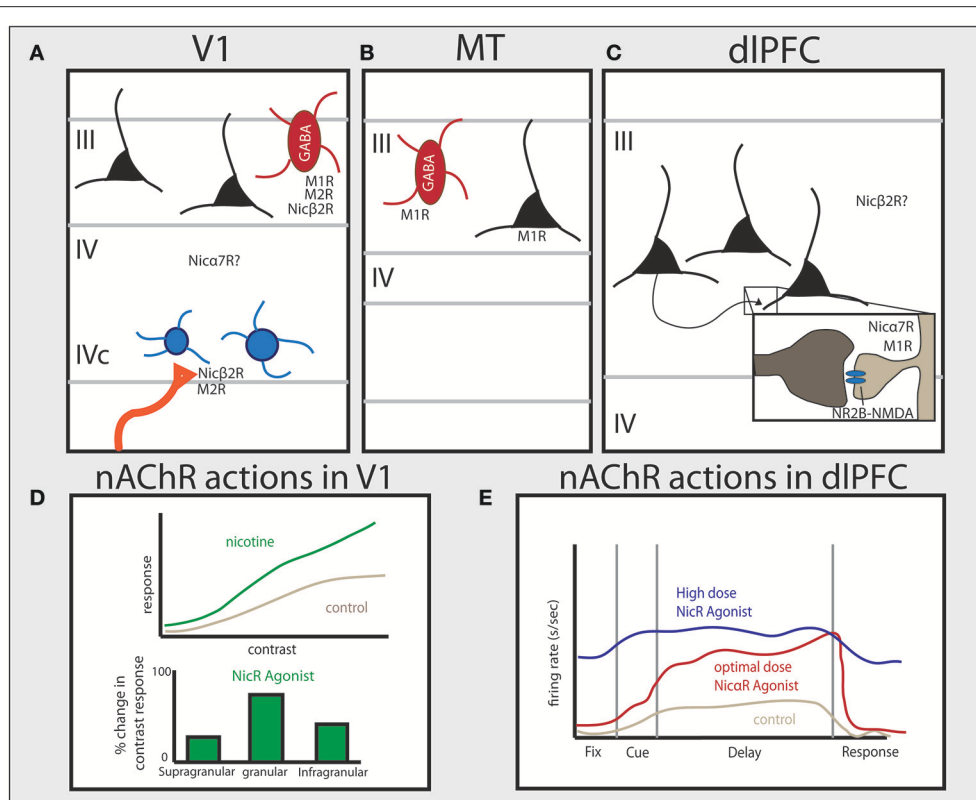 A
V1
B
MT
C
dlPFC
III
GABA
M1R
M2R
Nicβ2R
IV
Nicα7R?
IVc
Nicβ2R
M2R
III
GABA
M1R
M1R
IV
III
Nicβ2R?
Nicα7R
M1R
NR2B-NMDA
IV
nAChR actions in V1
nAChR actions in dlPFC
D
response
nicotine
control
contrast
% change in
contrast response
100
0
NicR Agonist
Supragranular granular Infragranular
E
firing rate (s/sec)
High dose
NicR Agonist
optimal dose
NicαR Agonist
control
Fix Cue Delay Response